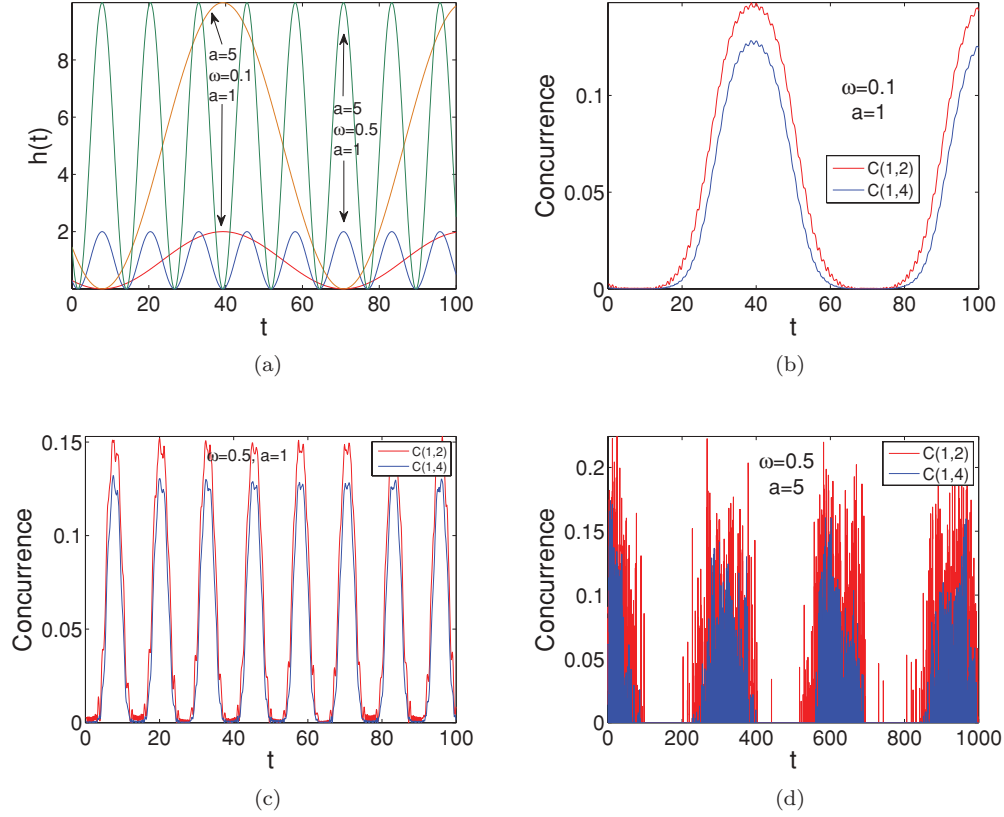 h(t)
8
6
4
2
0 20 40 60 80 100
t
a=5
ω=0.1
a=1
a=5
ω=0.5
a=1
(a)
Concurrence
0.1
0.05
0
0 20 40 60 80 100
t
ω=0.1
a=1
C(1,2)
C(1,4)
(b)
Concurrence
0.15
0.1
0.05
0
0 20 40 60 80 100
t
ω=0.5, a=1
C(1,2)
C(1,4)
(c)
Concurrence
0.2
0.15
0.1
0.05
0
0 200 400 600 800 1000
t
ω=0.5
a=5
C(1,2)
C(1,4)
(d)